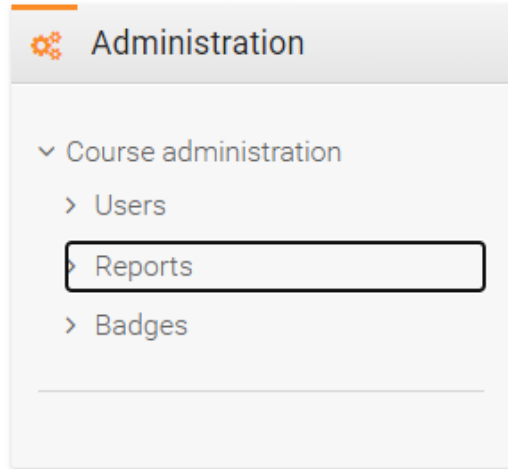 Administration
Course administration
Users
Reports
Badges